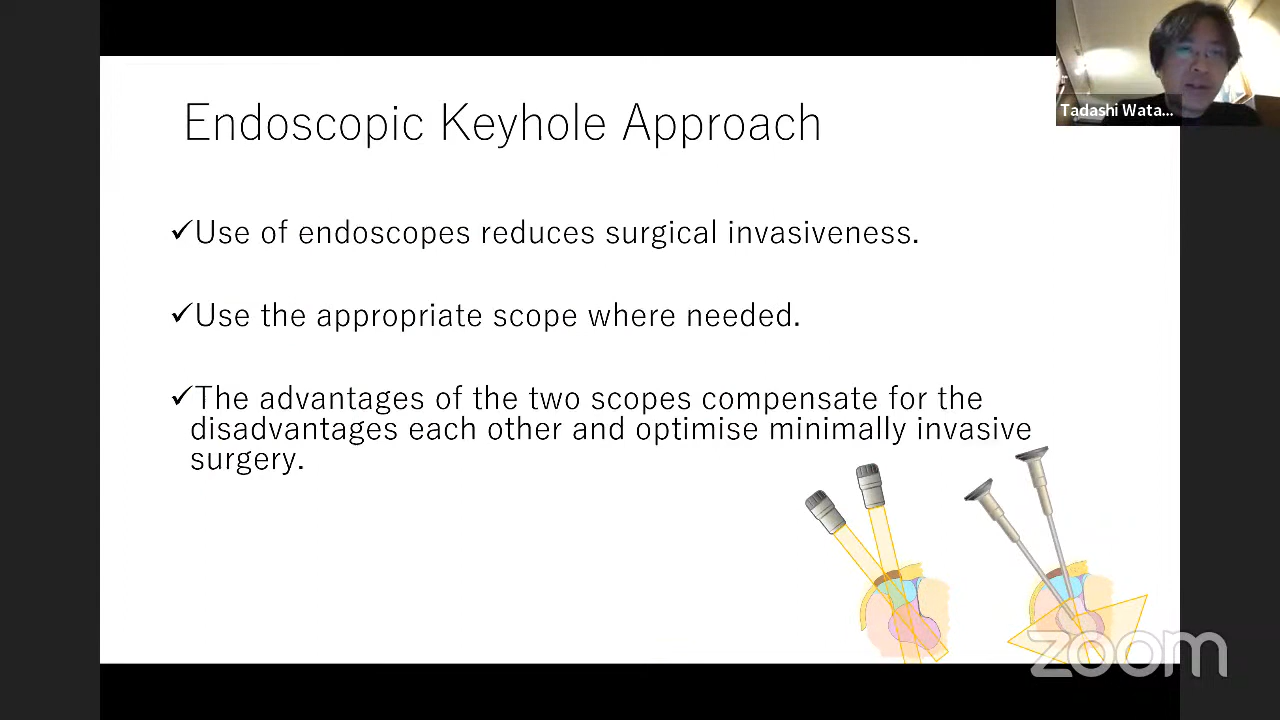 Tadashi Wata...
Endoscopic Keyhole Approach
✓Use of endoscopes reduces surgical invasiveness.
✓Use the appropriate scope where needed.
✓The advantages of the two scopes compensate for the
disadvantages each other and optimise minimally invasive
surgery.
zoom